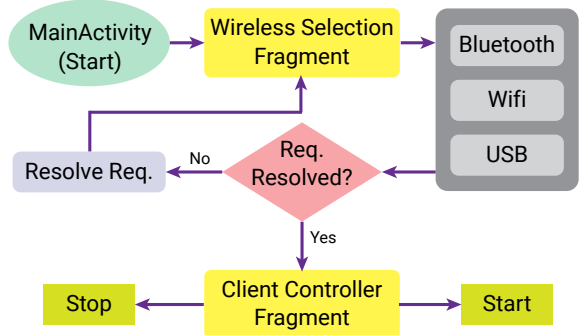 MainActivity
(Start)
Wireless Selection
Fragment
Bluetooth
Wifi
USB
Req.
Resolved?
No
Resolve Req.
Yes
Client Controller
Fragment
Stop
Start